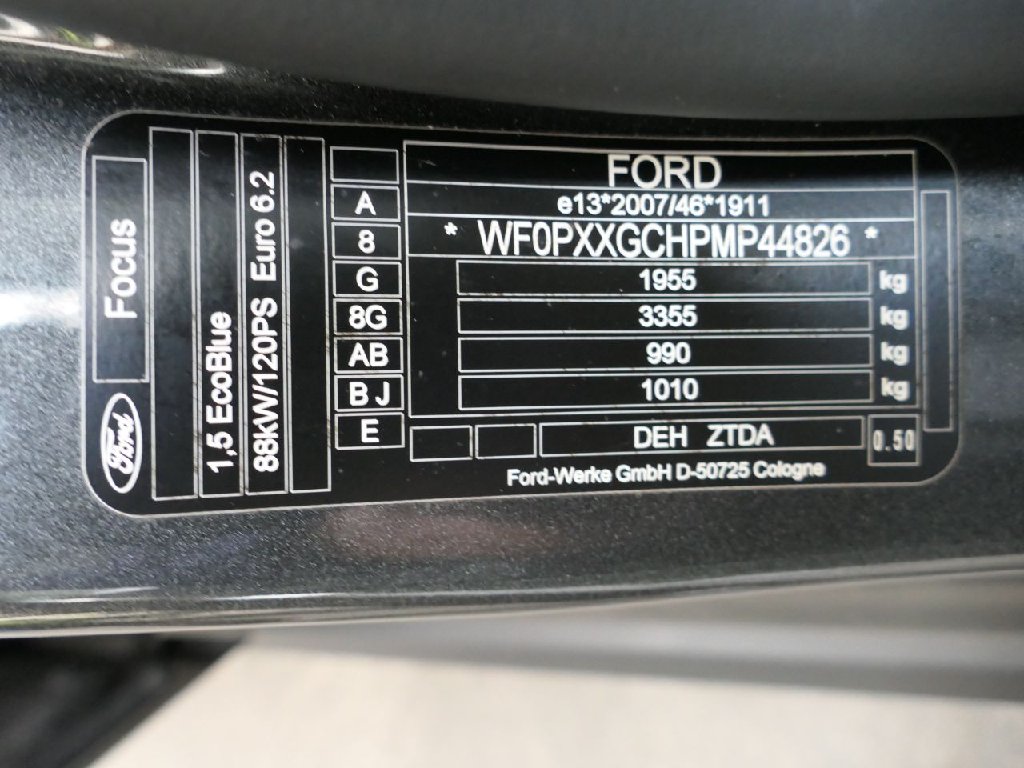 Focus
Ford
1,5 EcoBlue
88kW/120PS Euro 6.2
FORD
A e13*2007/46*1911
8 * WF0PXXGCHPMP44826 *
G 1955 kg
8G 3355 kg
AB 990 kg
B J 1010 kg
E DEH ZTDA 0.50
Ford-Werke GmbH D-50725 Cologne